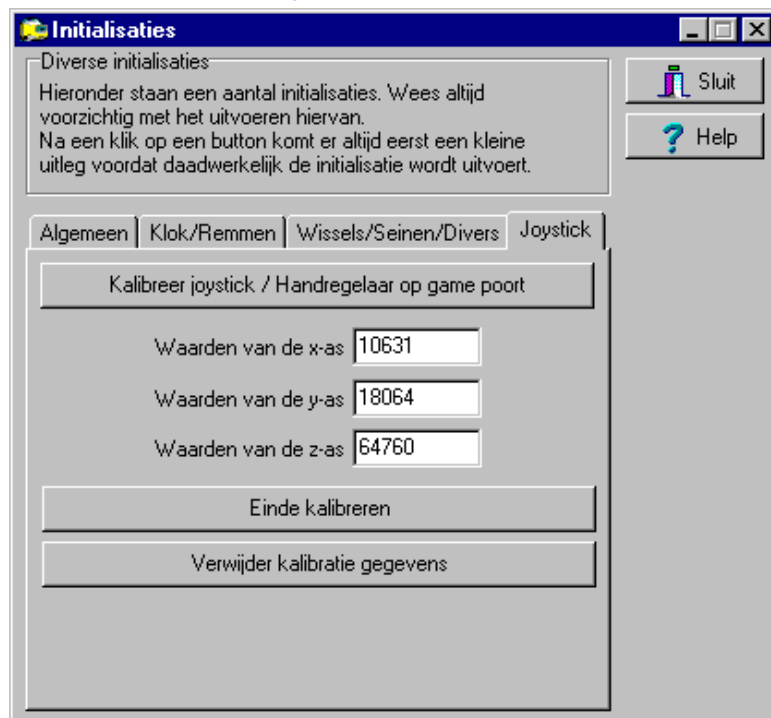 Initialisaties
Diverse initialisaties
Hieronder staan een aantal initialisaties. Wees altijd
voorzichtig met het uitvoeren hiervan.
Na een klik op een button komt er altijd eerst een kleine
uitleg voordat daadwerkelijk de initialisatie wordt uitvoert.
Sluit
Help
Algemeen Klok/Remmen Wissels/Seinen/Divers Joystick
Kalibreer joystick / Handregelaar op game poort
Waarden van de x-as 10631
Waarden van de y-as 18064
Waarden van de z-as 64760
Einde kalibreren
Verwijder kalibratie gegevens